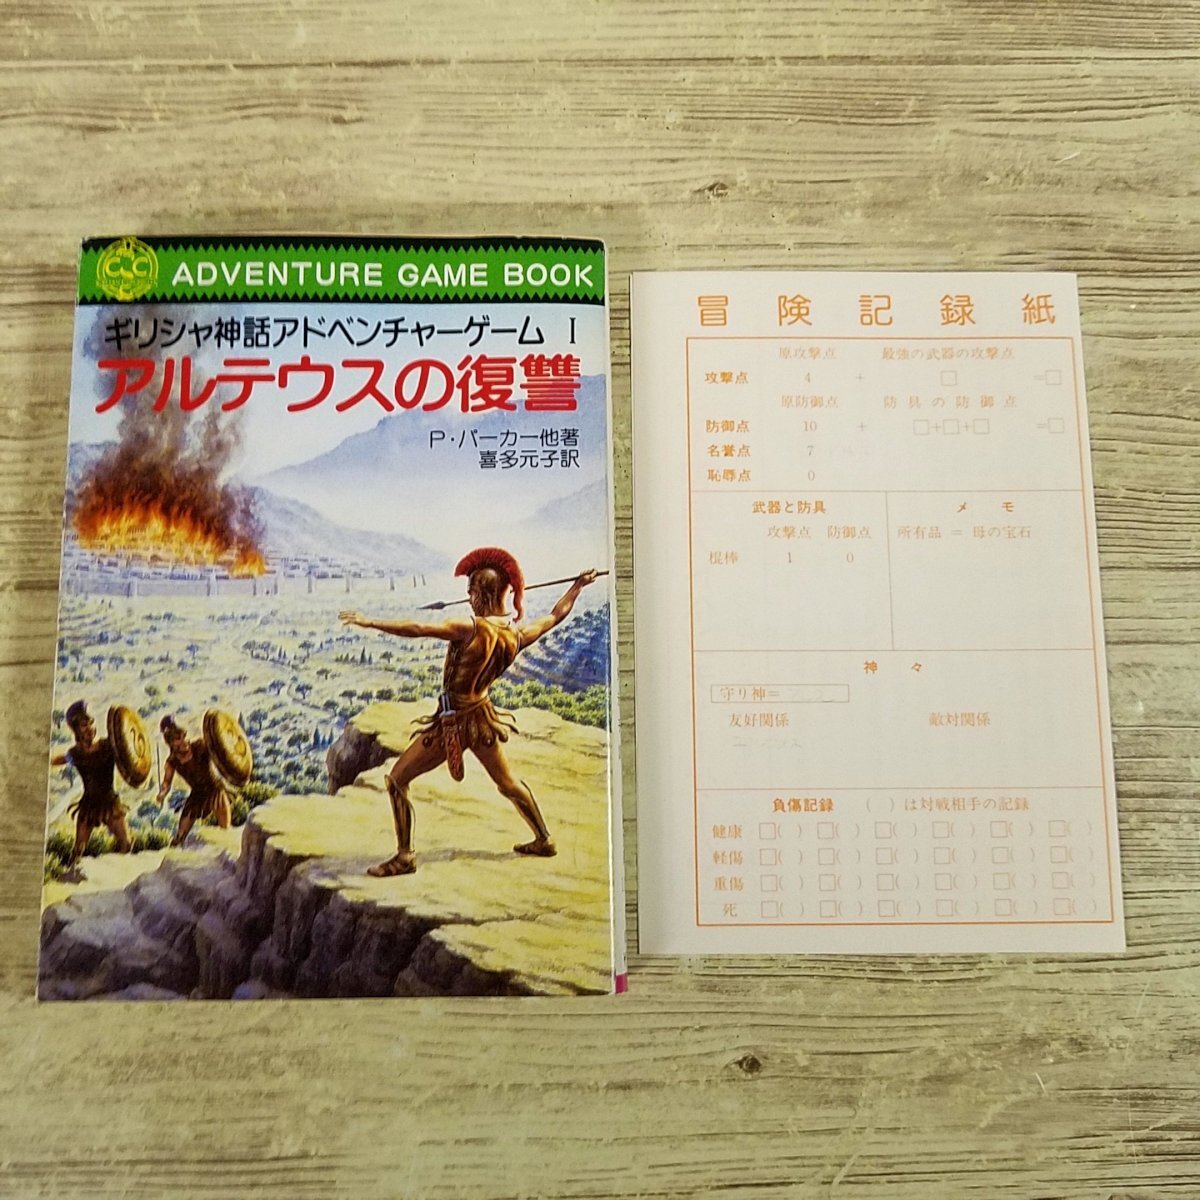 CSC
ADVENTURE GAME BOOK
ギリシャ神話アドベンチャーゲーム I
アルテウスの復讐
P・パーカー他著
喜多元子訳
冒険記録紙
原攻撃点 最強の武器の攻撃点
攻撃点 4 + □ =□
原防御点 防具の防御点
防御点 10 + □+□+□ =□
名誉点 7
恥辱点 0
武器と防具
攻撃点 防御点
棍棒 1 0
メモ
所有品 = 母の宝石
神々
守り神=
友好関係 敵対関係
負傷記録 ( )は対戦相手の記録
健康 □( ) □( ) □( ) □( ) □( ) □( )
軽傷 □( ) □( ) □( ) □( ) □( ) □( )
重傷 □( ) □( ) □( ) □( ) □( ) □( )
死 □( ) □( ) □( ) □( ) □( ) □( )